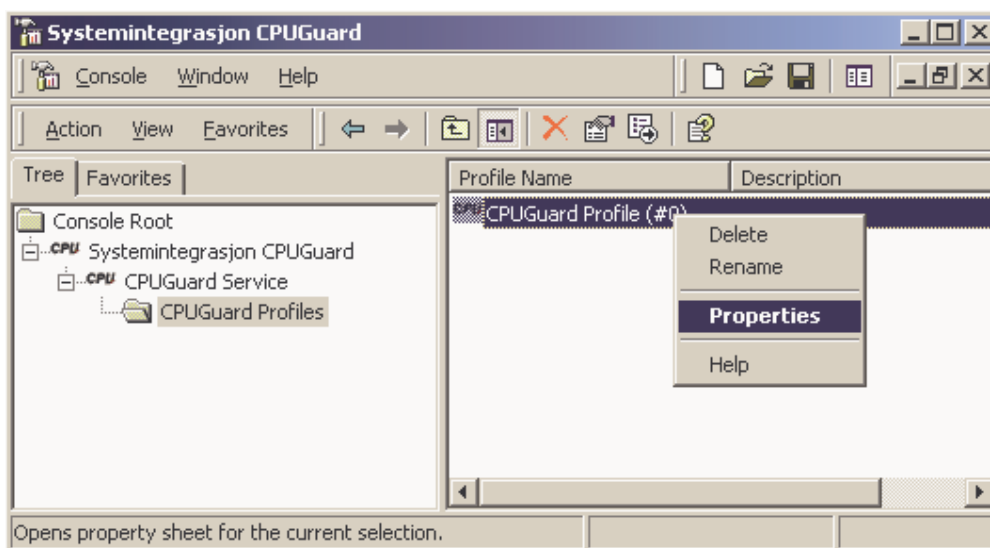 Systemintegrasjon CPUGuard
Console Window Help
Action View Favorites
Tree Favorites
Profile Name Description
Console Root
CPU Systemintegrasjon CPUGuard
CPU CPUGuard Service
CPUGuard Profiles
CPU CPUGuard Profile (#0)
Delete
Rename
Properties
Help
Opens property sheet for the current selection.